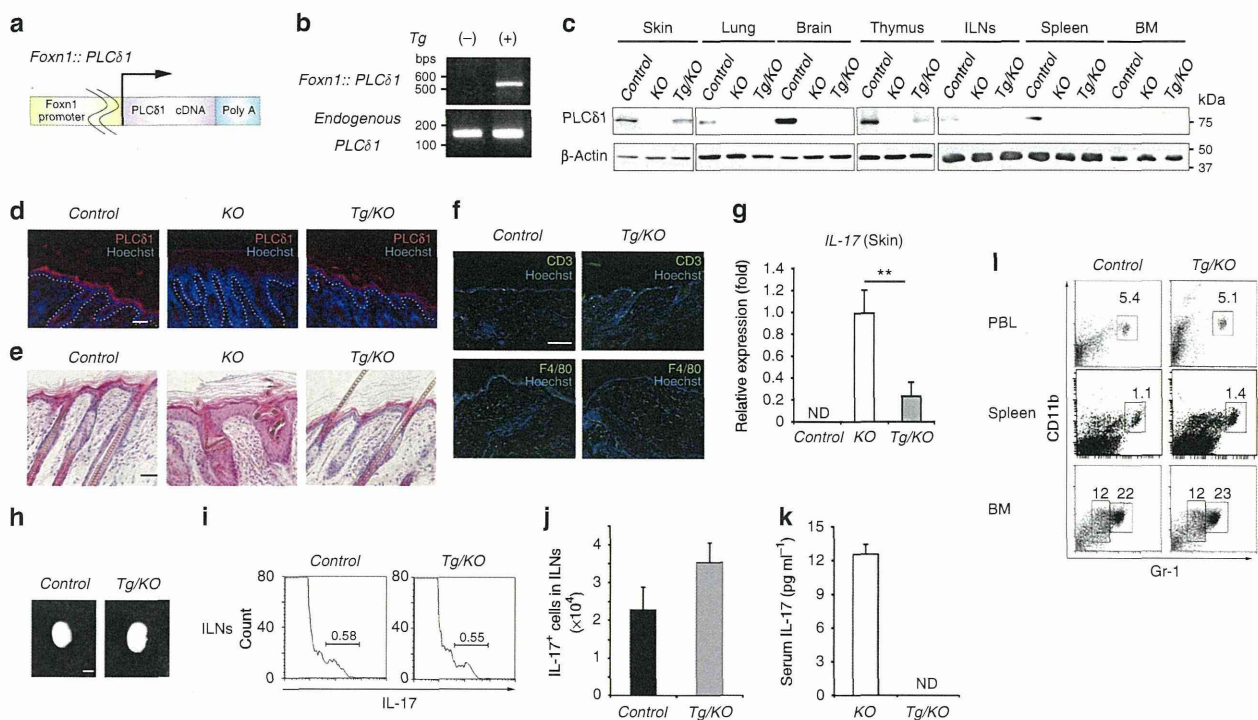 a
Foxn1:: PLCδ1
Foxn1
promoter
PLCδ1 cDNA
Poly A
b
Tg (–) (+)
bps
Foxn1:: PLCδ1
600
500
Endogenous
PLCδ1
200
100
c
Skin Lung Brain Thymus ILNs Spleen BM
Control KO Tg/KO Control KO Tg/KO Control KO Tg/KO Control KO Tg/KO Control KO Tg/KO Control KO Tg/KO Control KO Tg/KO
kDa
PLCδ1
75
β-Actin
50
37
d
Control KO Tg/KO
PLCδ1 PLCδ1 PLCδ1
Hoechst Hoechst Hoechst
e
Control KO Tg/KO
f
Control Tg/KO
CD3 CD3
Hoechst Hoechst
F4/80 F4/80
Hoechst Hoechst
g
IL-17 (Skin)
Relative expression (fold)
1.4
1.2
1.0
0.8
0.6
0.4
0.2
0
**
ND
Control KO Tg/KO
h
Control Tg/KO
i
Control Tg/KO
ILNs
Count
80 80
40 40
0 0
0.58 0.55
IL-17
j
IL-17+ cells in ILNs
(×10⁴)
4
3
2
1
0
Control Tg/KO
k
Serum IL-17 (pg ml⁻¹)
15
12
9
6
3
0
ND
KO Tg/KO
l
Control Tg/KO
PBL
5.4 5.1
Spleen
1.1 1.4
BM
12 22 12 23
CD11b
Gr-1